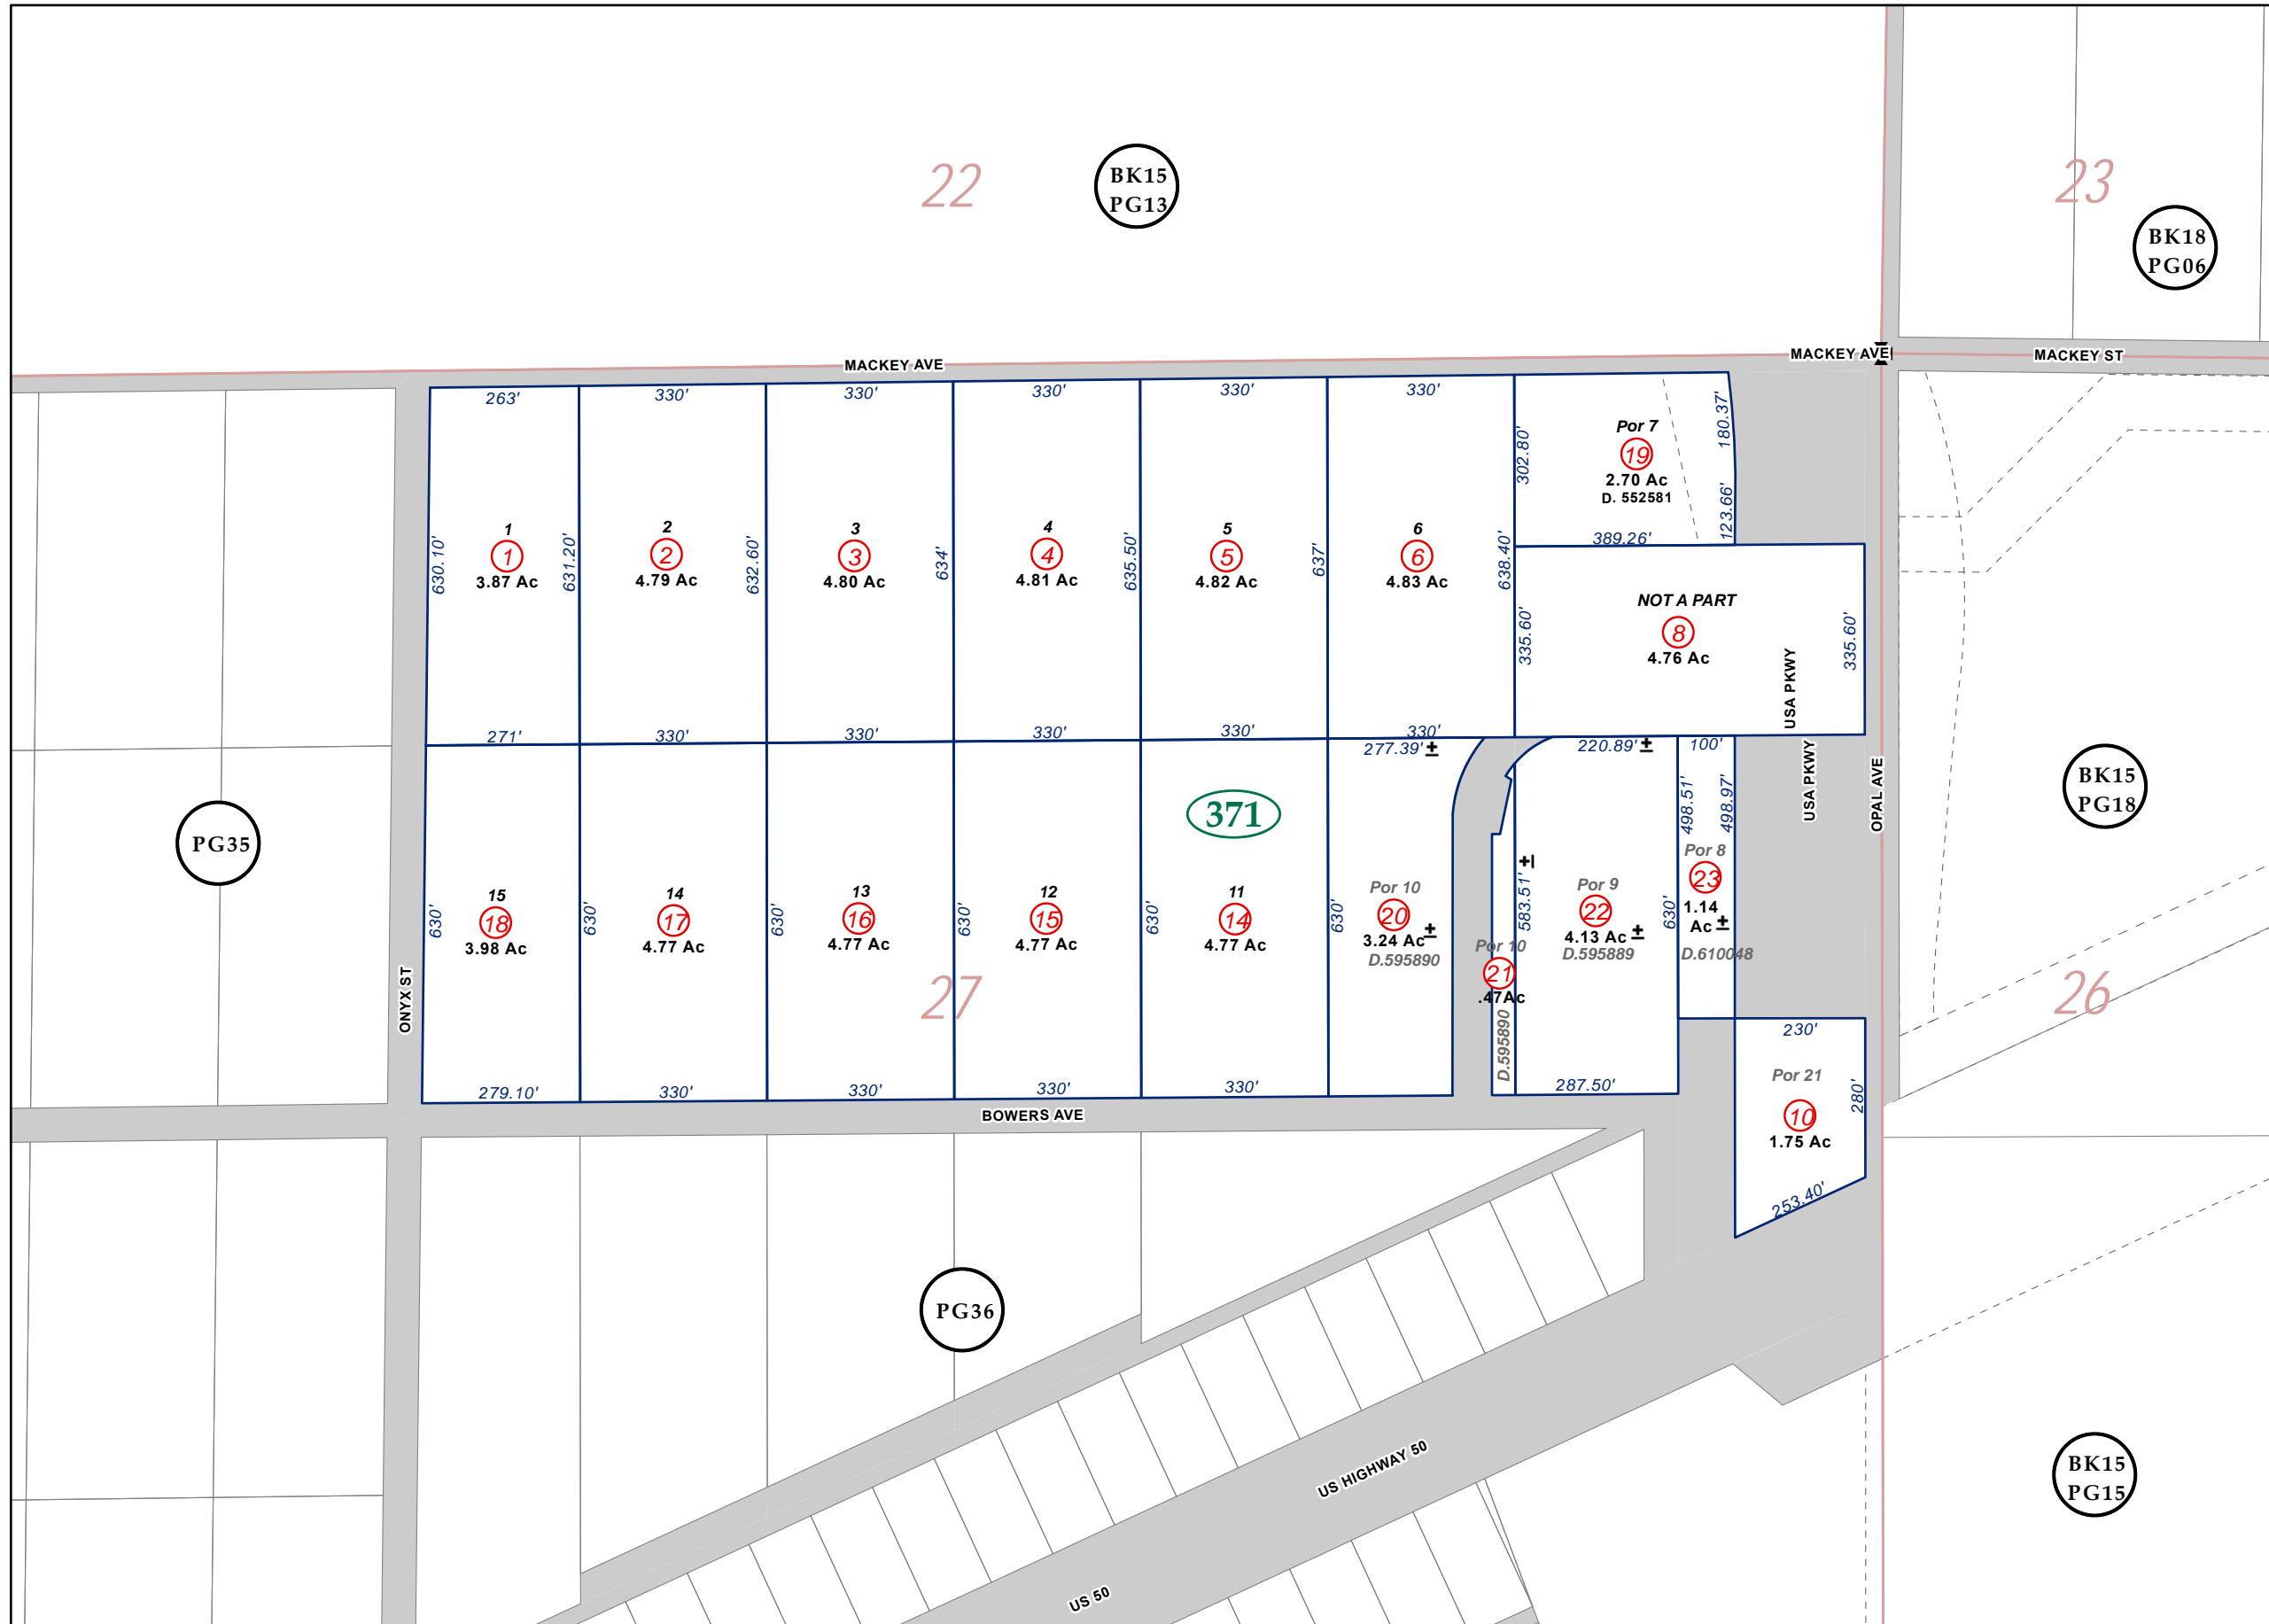 22
BK15
PG13
23
BK18
PG06
MACKEY AVE
MACKEY AVE
MACKEY ST
263'
330'
330'
330'
330'
330'
630.10'
1
1
3.87 Ac
631.20'
2
2
4.79 Ac
632.60'
3
3
4.80 Ac
634'
4
4
4.81 Ac
635.50'
5
5
4.82 Ac
637'
6
6
4.83 Ac
638.40'
302.80'
Por 7
19
2.70 Ac
D. 552581
180.37'
123.66'
389.26'
335.60'
NOT A PART
8
4.76 Ac
335.60'
USA PKWY
271'
330'
330'
330'
330'
330'
277.39' ±
220.89' ±
100'
USA PKWY
OPAL AVE
BK15
PG18
371
PG35
ONYX ST
630'
15
18
3.98 Ac
630'
14
17
4.77 Ac
630'
13
16
4.77 Ac
630'
12
15
4.77 Ac
630'
11
14
4.77 Ac
630'
Por 10
20
3.24 Ac ±
D.595890
Por 10
21
.47Ac
D.595890
583.51' ±
Por 9
22
4.13 Ac ±
D.595889
630'
498.51'
498.97'
Por 8
23
1.14
Ac ±
D.610048
27
26
279.10'
330'
330'
330'
330'
287.50'
230'
Por 21
10
1.75 Ac
280'
253.40'
BOWERS AVE
PG36
US HIGHWAY 50
US 50
BK15
PG15